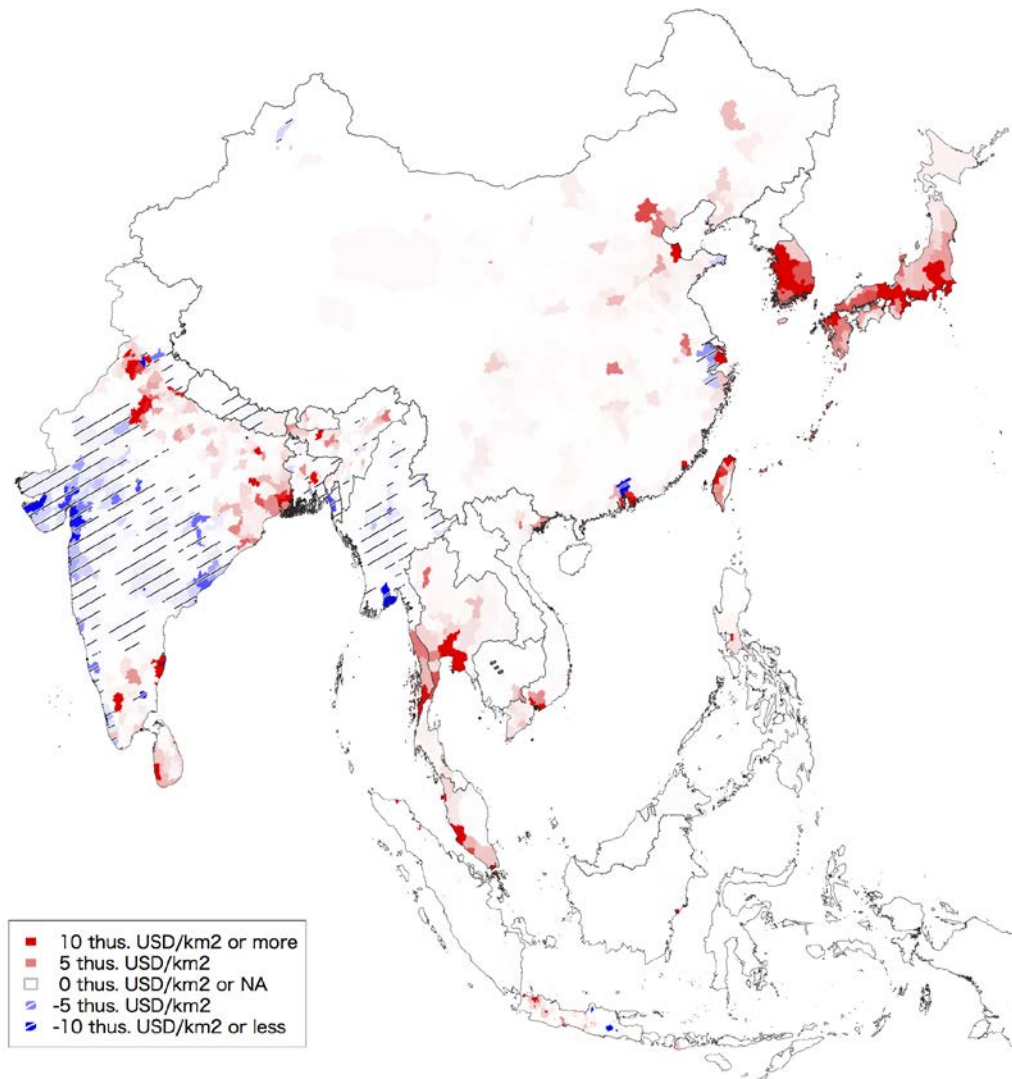 10 thus. USD/km2 or more
5 thus. USD/km2
0 thus. USD/km2 or NA
-5 thus. USD/km2
-10 thus. USD/km2 or less